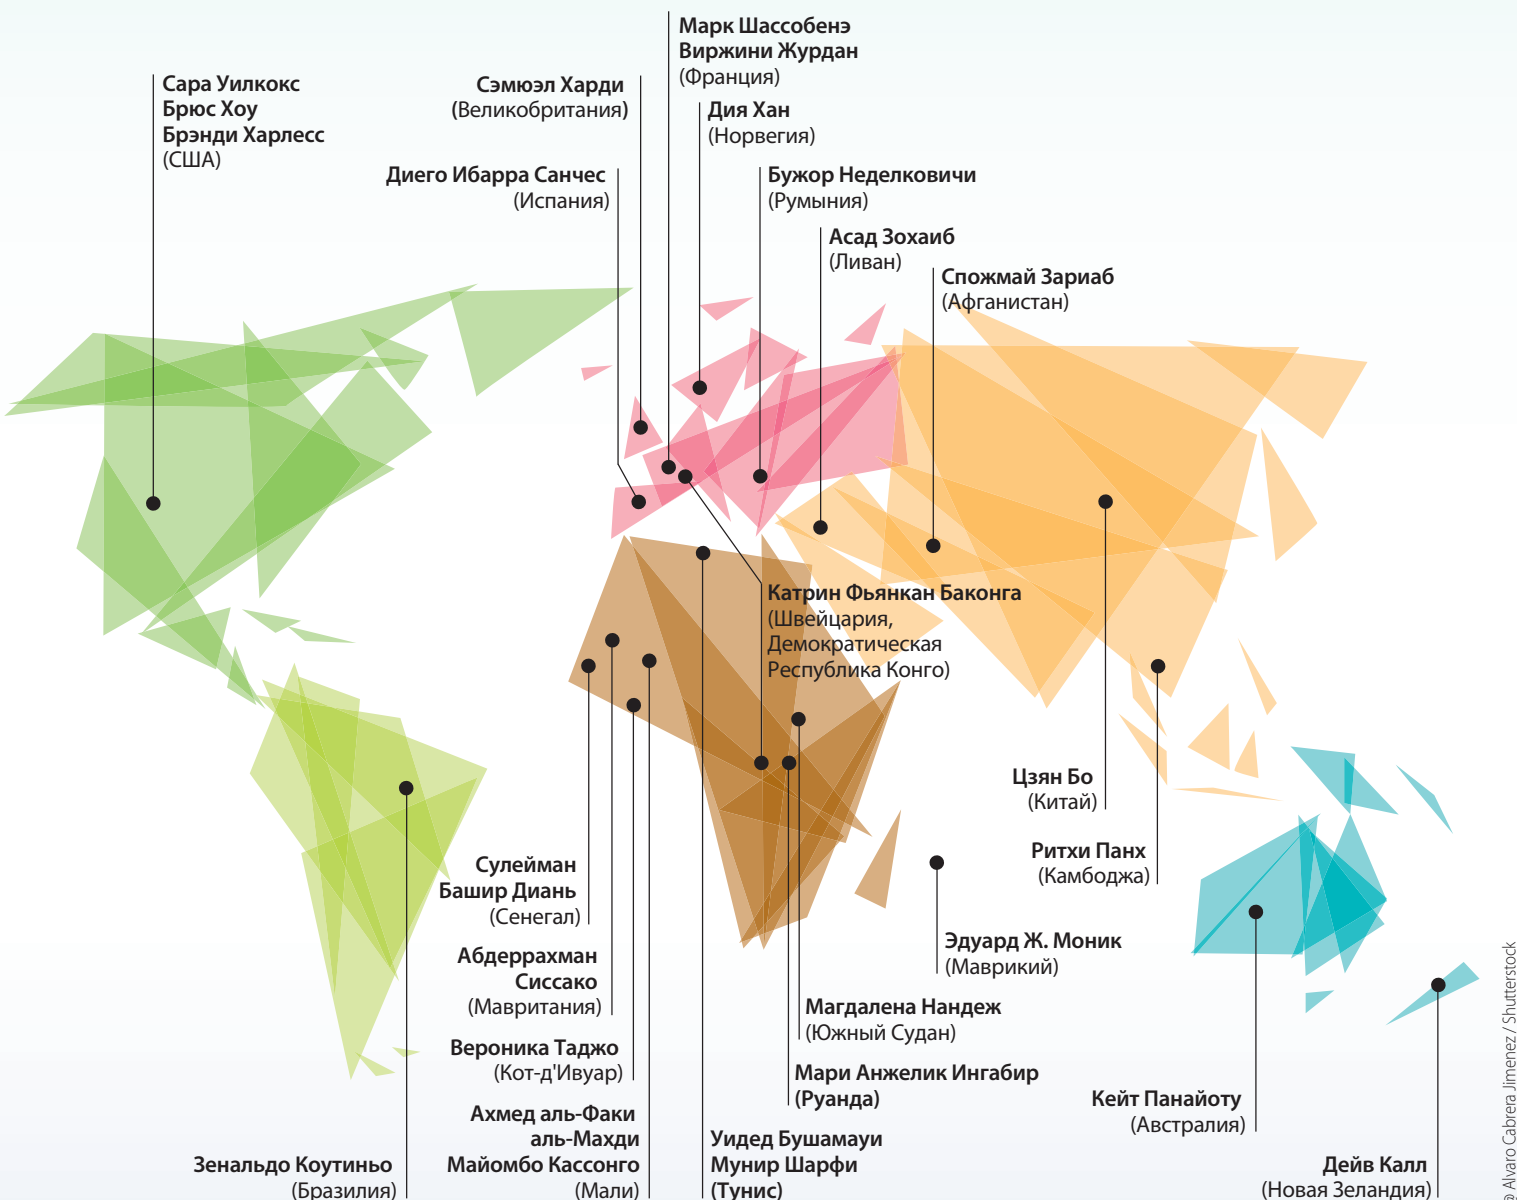 Марк Шассобенэ
Виржини Журдан
(Франция)
Сара Уилкокс
Брюс Хоу
Брэнди Харлесс
(США)
Сэмюэл Харди
(Великобритания)
Дия Хан
(Норвегия)
Диего Ибарра Санчес
(Испания)
Бужор Неделковичи
(Румыния)
Асад Зохаиб
(Ливан)
Спожмай Зариаб
(Афганистан)
Катрин Фьянкан Баконга
(Швейцария,
Демократическая
Республика Конго)
Цзян Бо
(Китай)
Ритхи Панх
(Камбоджа)
Сулейман
Башир Диань
(Сенегал)
Эдуард Ж. Моник
(Маврикий)
Абдеррахман
Сиссако
(Мавритания)
Магдалена Нандеж
(Южный Судан)
Вероника Таджо
(Кот-д'Ивуар)
Мари Анжелик Ингабир
(Руанда)
Кейт Панайоту
(Австралия)
Ахмед аль-Факи
аль-Махди
Майомбо Кассонго
(Мали)
Уидед Бушамауи
Мунир Шарфи
(Тунис)
Зенальдо Коутиньо
(Бразилия)
Дейв Калл
(Новая Зеландия)
© Alvaro Cabrera Jimenez / Shutterstock